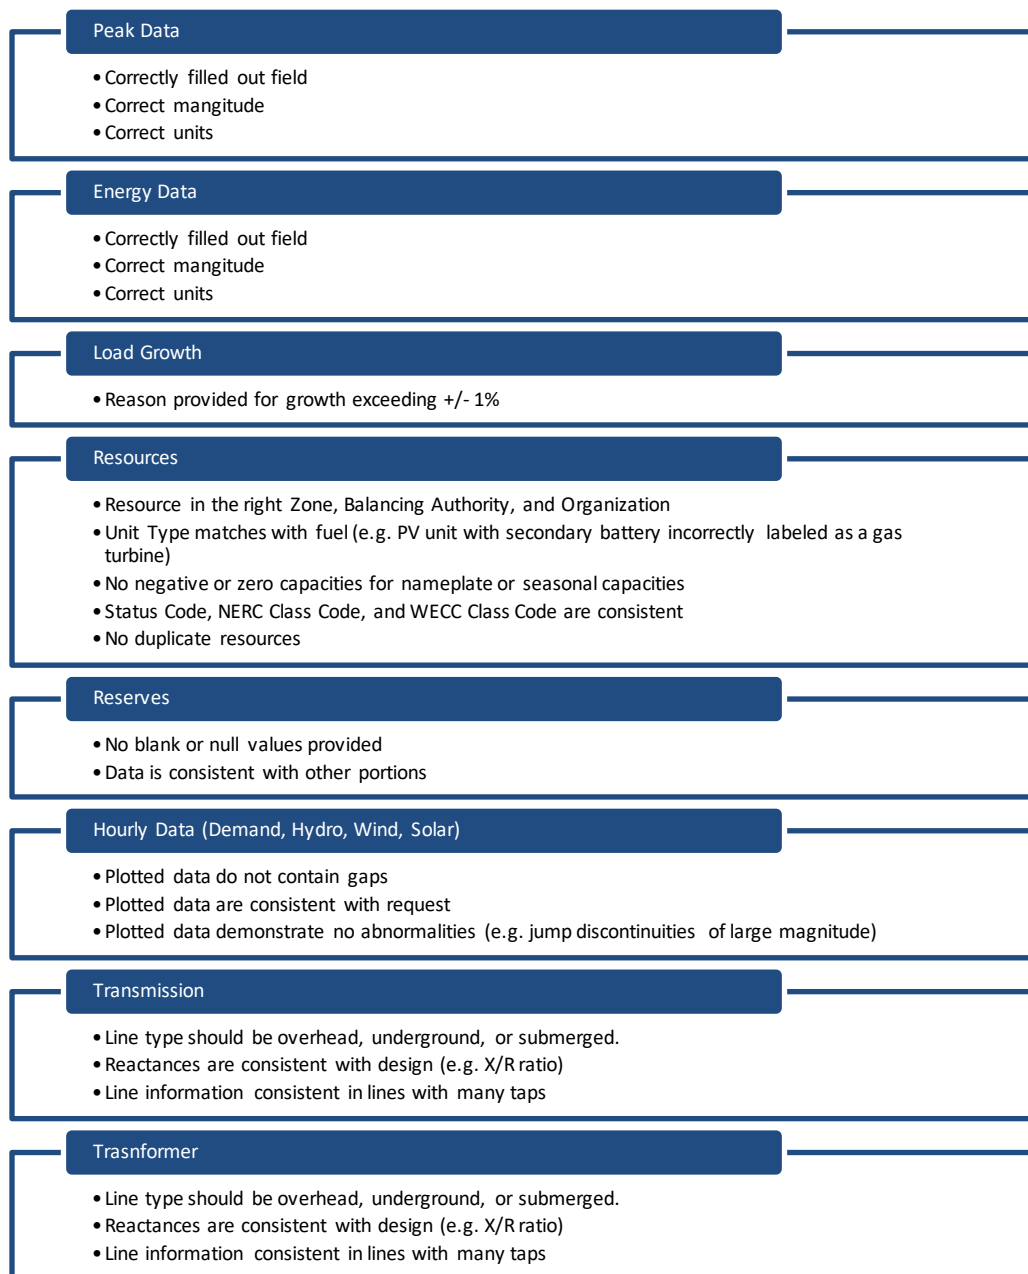 Peak Data
• Correctly filled out field
• Correct mangitude
• Correct units
Energy Data
• Correctly filled out field
• Correct mangitude
• Correct units
Load Growth
• Reason provided for growth exceeding +/- 1%
Resources
• Resource in the right Zone, Balancing Authority, and Organization
• Unit Type matches with fuel (e.g. PV unit with secondary battery incorrectly labeled as a gas
turbine)
• No negative or zero capacities for nameplate or seasonal capacities
• Status Code, NERC Class Code, and WECC Class Code are consistent
• No duplicate resources
Reserves
• No blank or null values provided
• Data is consistent with other portions
Hourly Data (Demand, Hydro, Wind, Solar)
• Plotted data do not contain gaps
• Plotted data are consistent with request
• Plotted data demonstrate no abnormalities (e.g. jump discontinuities of large magnitude)
Transmission
• Line type should be overhead, underground, or submerged.
• Reactances are consistent with design (e.g. X/R ratio)
• Line information consistent in lines with many taps
Trasnformer
• Line type should be overhead, underground, or submerged.
• Reactances are consistent with design (e.g. X/R ratio)
• Line information consistent in lines with many taps